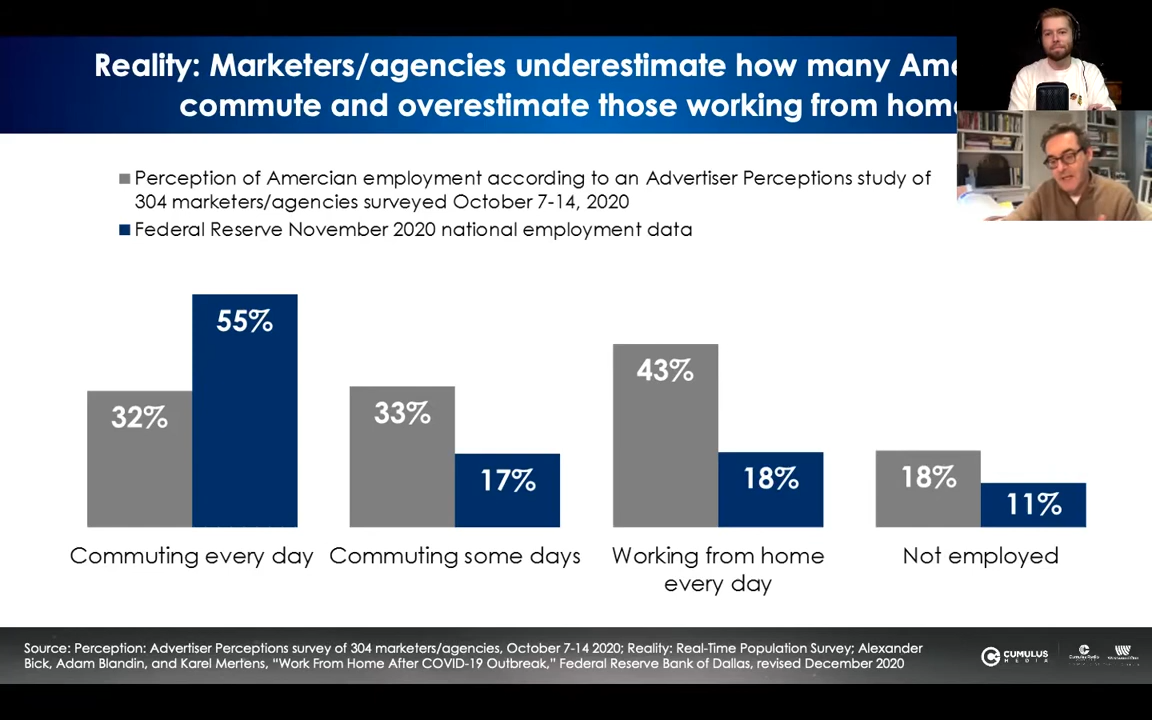 Reality: Marketers/agencies underestimate how many Ame
commute and overestimate those working from home
Perception of Amercian employment according to an Advertiser Perceptions study of
304 marketers/agencies surveyed October 7-14, 2020
Federal Reserve November 2020 national employment data
55%
32%
33%
17%
43%
18%
18%
11%
Commuting every day
Commuting some days
Working from home
every day
Not employed
Source: Perception: Advertiser Perceptions survey of 304 marketers/agencies, October 7-14 2020; Reality: Real-Time Population Survey; Alexander
Bick, Adam Blandin, and Karel Mertens, “Work From Home After COVID-19 Outbreak,” Federal Reserve Bank of Dallas, revised December 2020
CUMULUS
MEDIA